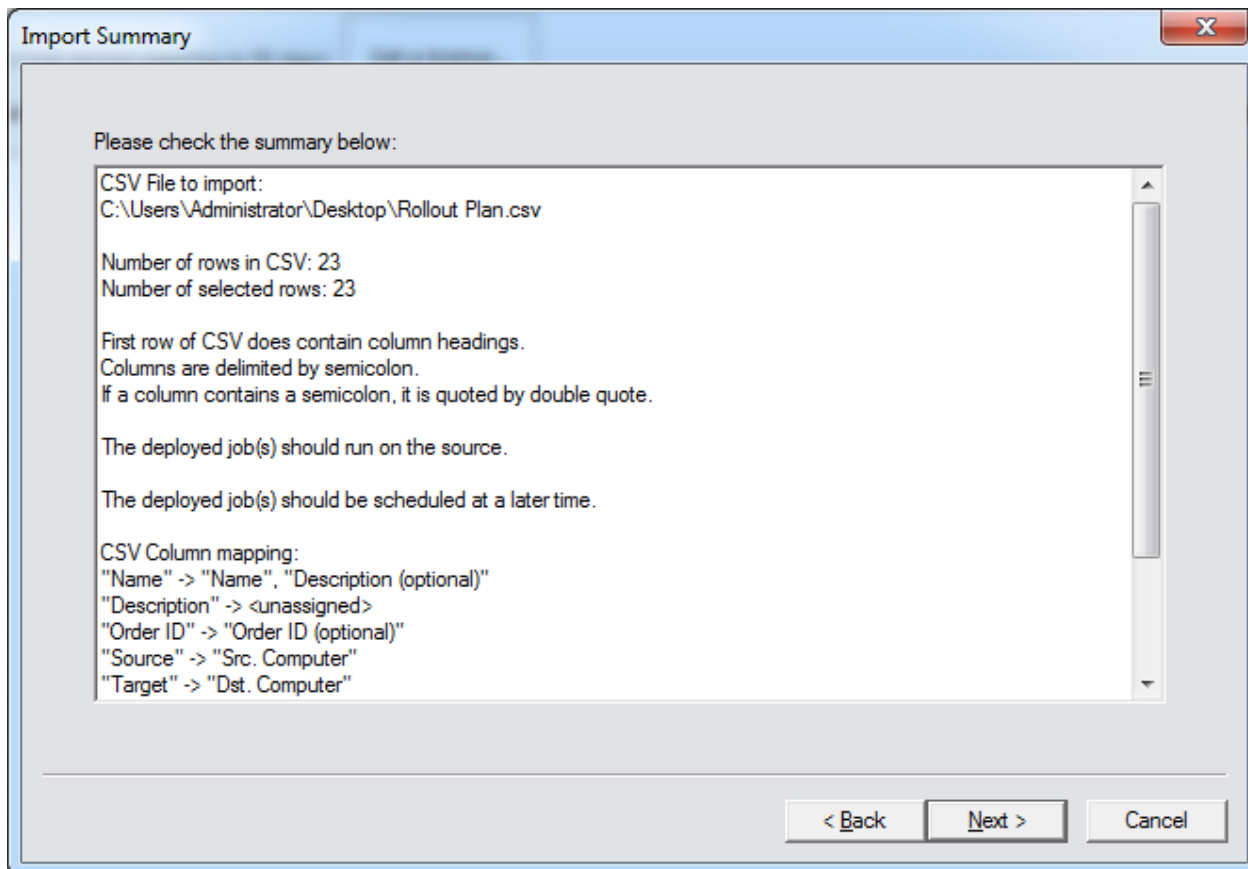 Import Summary
Please check the summary below:
CSV File to import:
C:\Users\Administrator\Desktop\Rollout Plan.csv
Number of rows in CSV: 23
Number of selected rows: 23
First row of CSV does contain column headings.
Columns are delimited by semicolon.
If a column contains a semicolon, it is quoted by double quote.
The deployed job(s) should run on the source.
The deployed job(s) should be scheduled at a later time.
CSV Column mapping:
"Name" -> "Name", "Description (optional)"
"Description" -> <unassigned>
"Order ID" -> "Order ID (optional)"
"Source" -> "Src. Computer"
"Target" -> "Dst. Computer"
< Back Next > Cancel